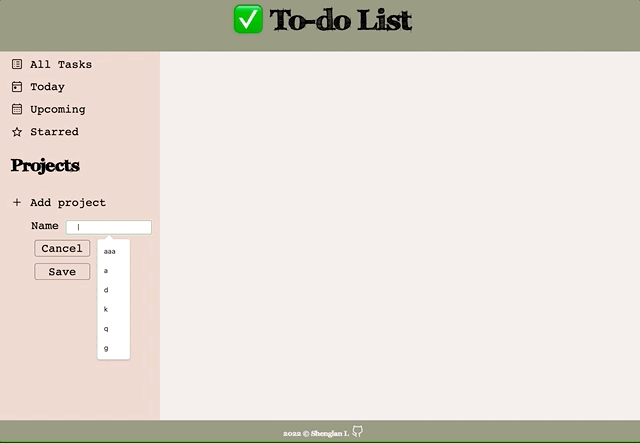 To-do List
All Tasks
Today
Upcoming
Starred
Projects
+ Add project
Name
Cancel
Save
aaa
a
d
k
q
g
2022 © Shenglan L